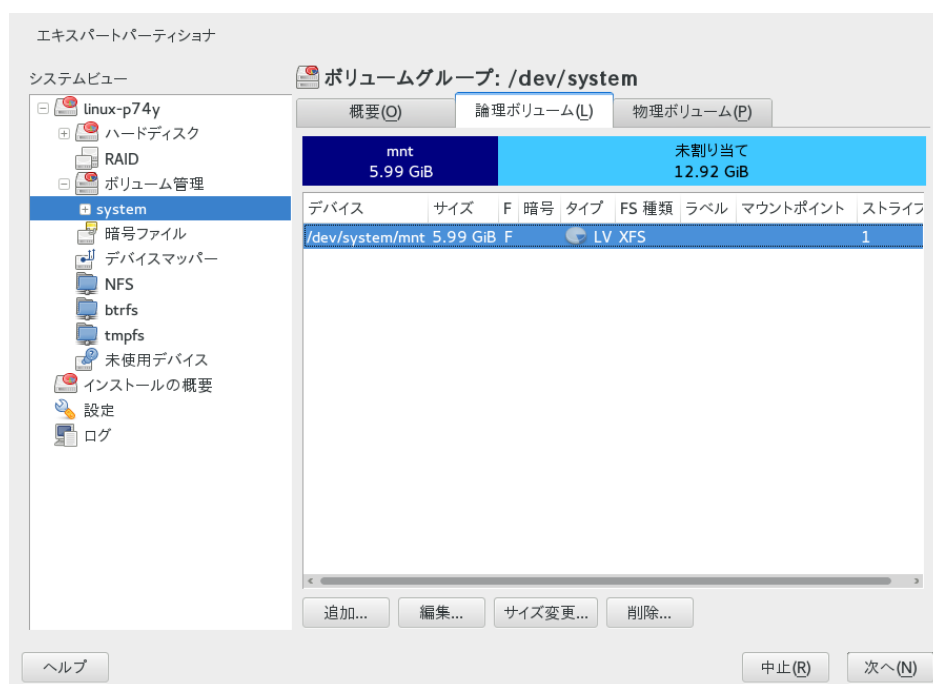 エキスパートパーティショナ
システムビュー
linux-p74y
ハードディスク
RAID
ボリューム管理
system
暗号ファイル
デバイスマッパー
NFS
btrfs
tmpfs
未使用デバイス
インストールの概要
設定
ログ
ボリュームグループ: /dev/system
概要(O) 論理ボリューム(L) 物理ボリューム(P)
mnt 未割り当て
5.99 GiB 12.92 GiB
デバイス サイズ F 暗号 タイプ FS 種類 ラベル マウントポイント ストライプ
/dev/system/mnt 5.99 GiB F LV XFS 1
追加... 編集... サイズ変更... 削除...
ヘルプ 中止(R) 次へ(N)